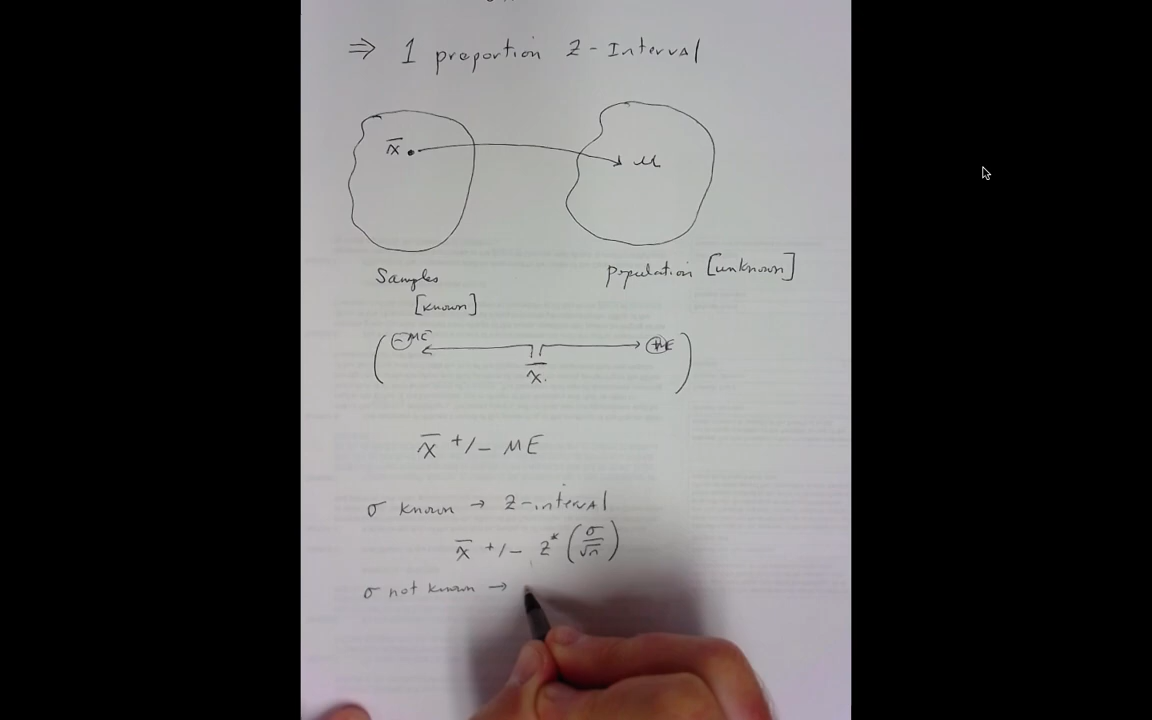 ⇒ 1 proportion Z-Interval
x̄ μ
Samples population [unknown]
[known]
( -ME ← x̄ → +ME )
x̄ +/- ME
σ known → Z-interval
x̄ +/- z* (σ/√n)
σ not known →